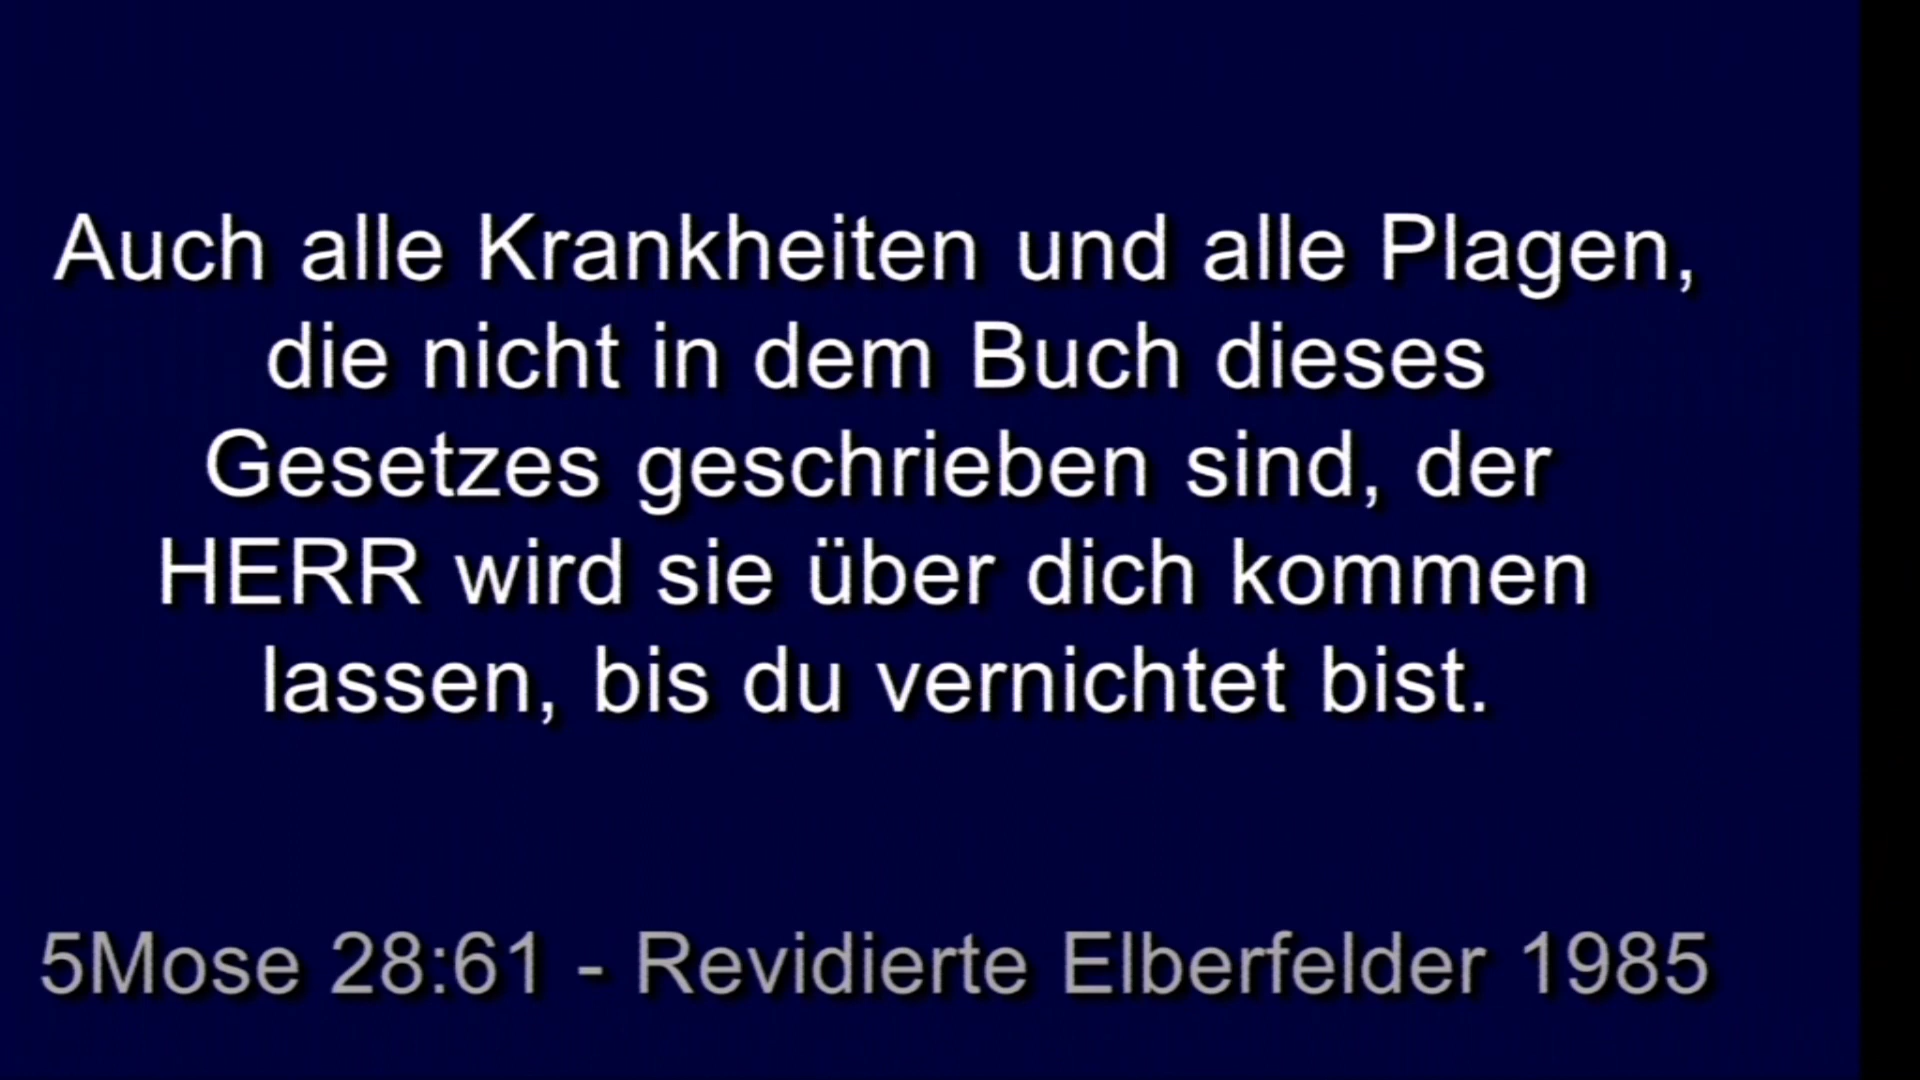 Auch alle Krankheiten und alle Plagen,
die nicht in dem Buch dieses
Gesetzes geschrieben sind, der
HERR wird sie über dich kommen
lassen, bis du vernichtet bist.
5Mose 28:61 - Revidierte Elberfelder 1985